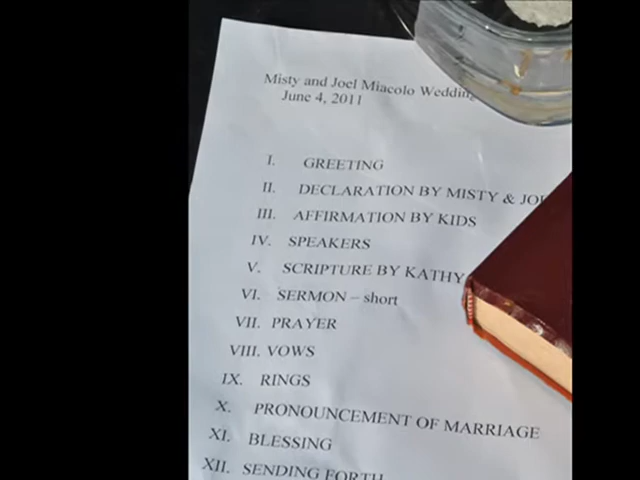 Misty and Joel Miacolo Wedding
June 4, 2011
I. GREETING
II. DECLARATION BY MISTY & JOE
III. AFFIRMATION BY KIDS
IV. SPEAKERS
V. SCRIPTURE BY KATHY
VI. SERMON – short
VII. PRAYER
VIII. VOWS
IX. RINGS
X. PRONOUNCEMENT OF MARRIAGE
XI. BLESSING
XII. SENDING FORTH